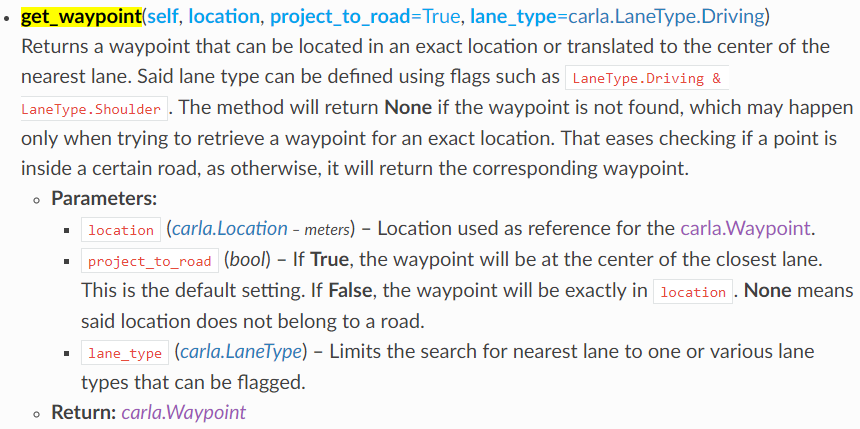 get_waypoint(self, location, project_to_road=True, lane_type=carla.LaneType.Driving)
Returns a waypoint that can be located in an exact location or translated to the center of the
nearest lane. Said lane type can be defined using flags such as LaneType.Driving &
LaneType.Shoulder . The method will return None if the waypoint is not found, which may happen
only when trying to retrieve a waypoint for an exact location. That eases checking if a point is
inside a certain road, as otherwise, it will return the corresponding waypoint.
Parameters:
location (carla.Location – meters) – Location used as reference for the carla.Waypoint.
project_to_road (bool) – If True, the waypoint will be at the center of the closest lane.
This is the default setting. If False, the waypoint will be exactly in location . None means
said location does not belong to a road.
lane_type (carla.LaneType) – Limits the search for nearest lane to one or various lane
types that can be flagged.
Return: carla.Waypoint